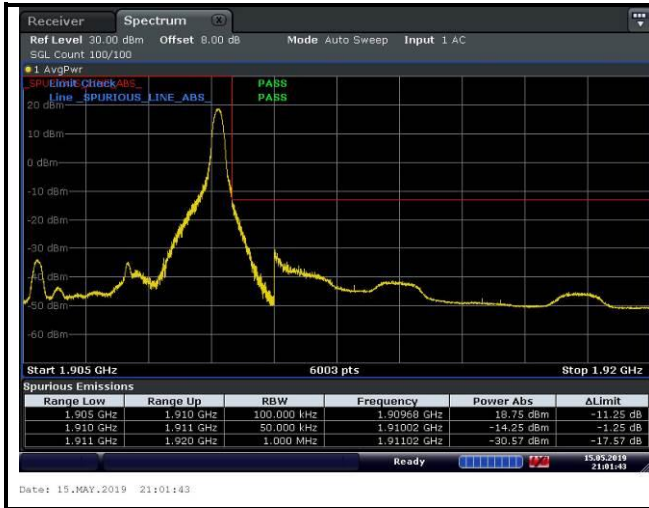 Receiver Spectrum
Ref Level 30.00 dBm Offset 8.00 dB Mode Auto Sweep Input 1 AC
SGL Count 100/100
1 AvgPwr
Limit Check PASS
Line _SPURIOUS_LINE_ABS_ PASS
20 dBm
10 dBm
0 dBm
-10 dBm
-20 dBm
-30 dBm
-40 dBm
-50 dBm
-60 dBm
Start 1.905 GHz 6003 pts Stop 1.92 GHz
Spurious Emissions
Range Low Range Up RBW Frequency Power Abs ΔLimit
1.905 GHz 1.910 GHz 100.000 kHz 1.90968 GHz 18.75 dBm -11.25 dB
1.910 GHz 1.911 GHz 50.000 kHz 1.91002 GHz -14.25 dBm -1.25 dB
1.911 GHz 1.920 GHz 1.000 MHz 1.91102 GHz -30.57 dBm -17.57 dB
Ready 15.05.2019
21:01:43
Date: 15.MAY.2019 21:01:43